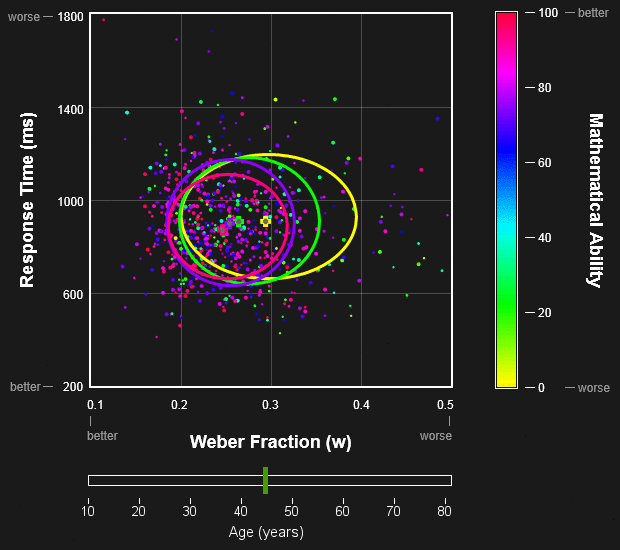 worse
1800
1400
1000
600
better
200
Response Time (ms)
0.1
0.2
0.3
0.4
0.5
better
worse
Weber Fraction (w)
10
20
30
40
50
60
70
80
Age (years)
100
better
80
60
40
20
0
worse
Mathematical Ability